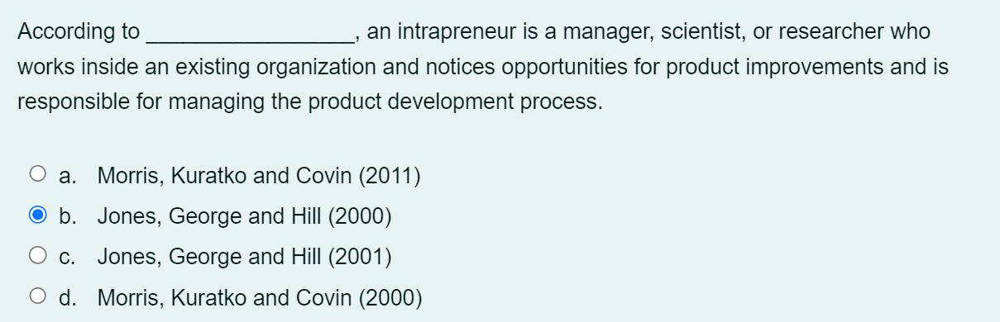 According to __________________, an intrapreneur is a manager, scientist, or researcher who
works inside an existing organization and notices opportunities for product improvements and is
responsible for managing the product development process.
a. Morris, Kuratko and Covin (2011)
b. Jones, George and Hill (2000)
c. Jones, George and Hill (2001)
d. Morris, Kuratko and Covin (2000)